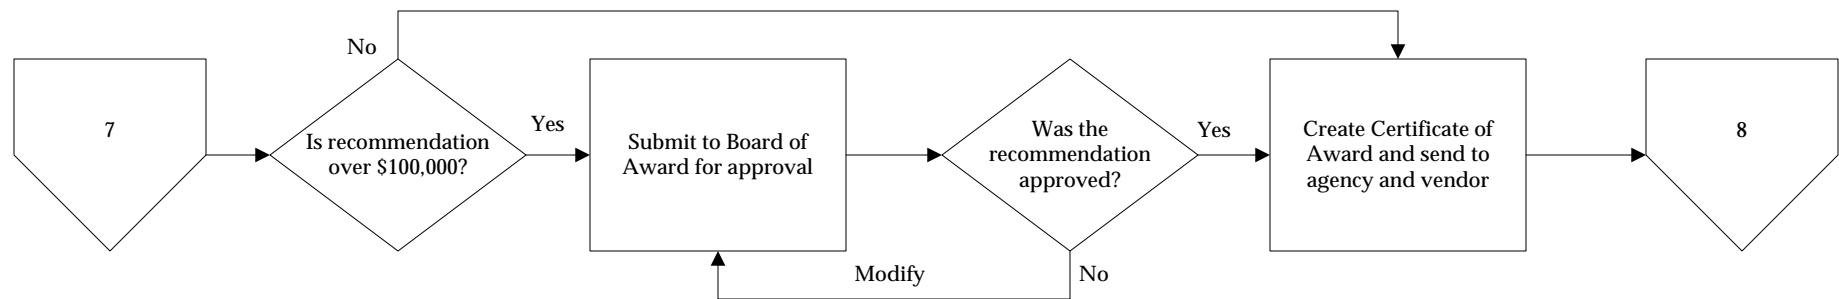 No
7
Is recommendation
over $100,000?
Yes
Submit to Board of
Award for approval
Was the
recommendation
approved?
Yes
Create Certificate of
Award and send to
agency and vendor
8
Modify
No